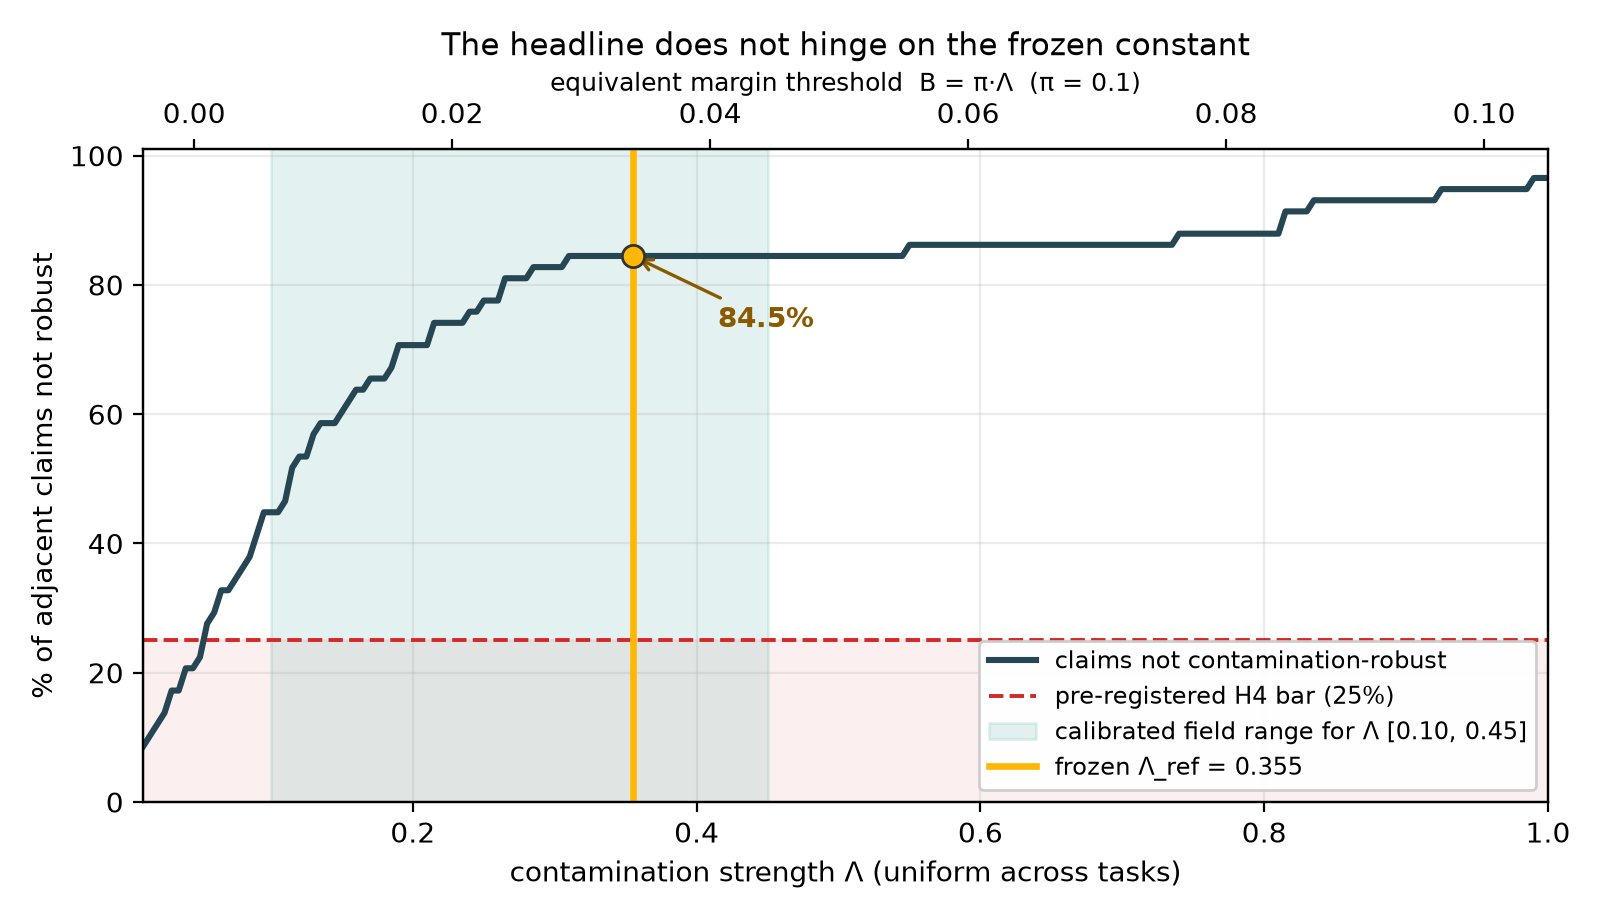 The headline does not hinge on the frozen constant
equivalent margin threshold  B = π·Λ  (π = 0.1)
0.00 0.02 0.04 0.06 0.08 0.10
% of adjacent claims not robust
100
80
60
40
20
0
84.5%
claims not contamination-robust
pre-registered H4 bar (25%)
calibrated field range for Λ [0.10, 0.45]
frozen Λ_ref = 0.355
0.2 0.4 0.6 0.8 1.0
contamination strength Λ (uniform across tasks)